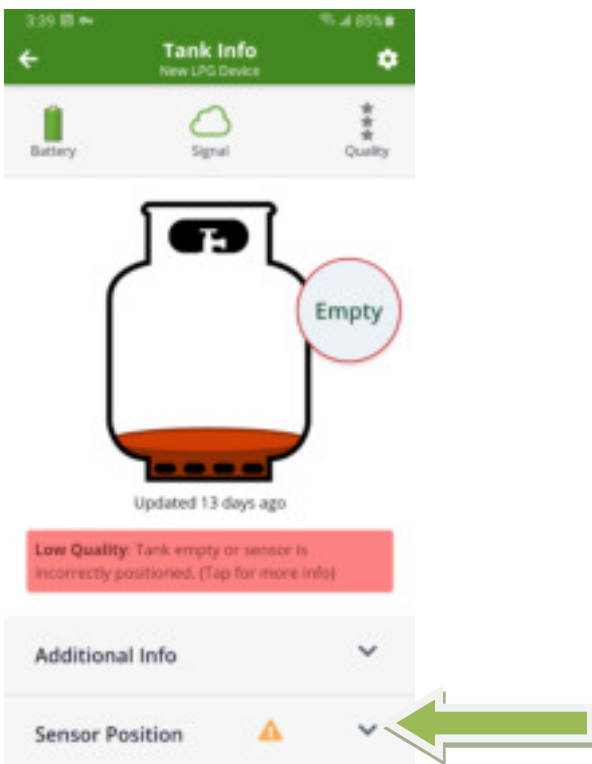 3:39 85%
Tank Info
New LPG Device
Battery Signal Quality
Empty
Updated 13 days ago
Low Quality: Tank empty or sensor is
incorrectly positioned. (Tap for more info)
Additional Info
Sensor Position